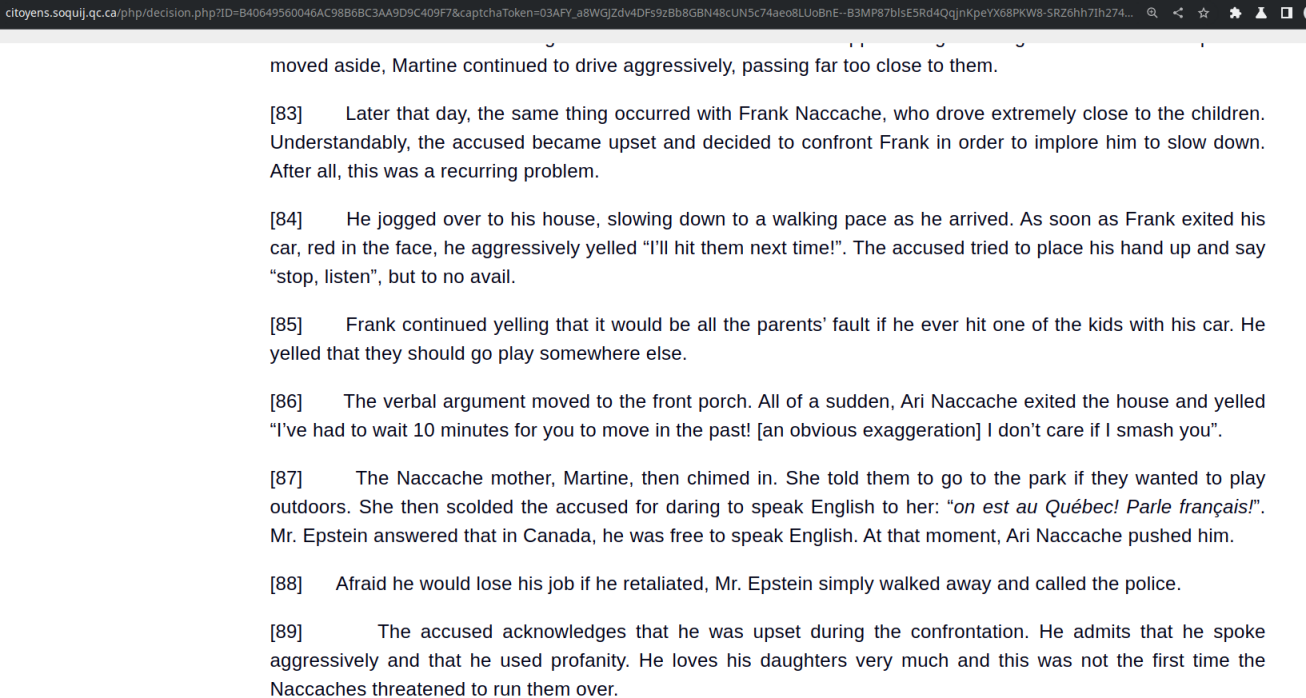 citoyens.soquij.qc.ca/php/decision.php?ID=B40649560046AC98B6BC3AA9D9C409F7&captchaToken=03AFY_a8WGJZdv4DFs9zBb8GBN48cUN5c74aeo8LUoBnE--B3MP87blsE5Rd4QqjnKpeYX68PKW8-SRZ6hh7Ih274...
moved aside, Martine continued to drive aggressively, passing far too close to them.
[83] Later that day, the same thing occurred with Frank Naccache, who drove extremely close to the children.
Understandably, the accused became upset and decided to confront Frank in order to implore him to slow down.
After all, this was a recurring problem.
[84] He jogged over to his house, slowing down to a walking pace as he arrived. As soon as Frank exited his
car, red in the face, he aggressively yelled “I’ll hit them next time!”. The accused tried to place his hand up and say
“stop, listen”, but to no avail.
[85] Frank continued yelling that it would be all the parents’ fault if he ever hit one of the kids with his car. He
yelled that they should go play somewhere else.
[86] The verbal argument moved to the front porch. All of a sudden, Ari Naccache exited the house and yelled
“I’ve had to wait 10 minutes for you to move in the past! [an obvious exaggeration] I don’t care if I smash you”.
[87] The Naccache mother, Martine, then chimed in. She told them to go to the park if they wanted to play
outdoors. She then scolded the accused for daring to speak English to her: “on est au Québec! Parle français!”.
Mr. Epstein answered that in Canada, he was free to speak English. At that moment, Ari Naccache pushed him.
[88] Afraid he would lose his job if he retaliated, Mr. Epstein simply walked away and called the police.
[89] The accused acknowledges that he was upset during the confrontation. He admits that he spoke
aggressively and that he used profanity. He loves his daughters very much and this was not the first time the
Naccaches threatened to run them over.